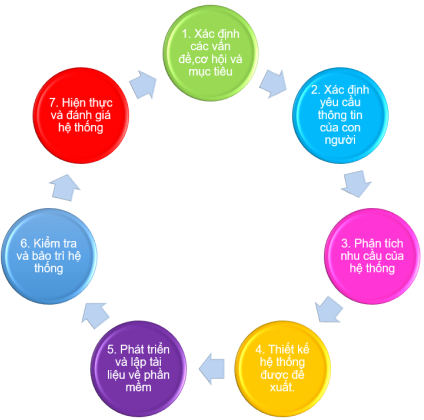 1. Xác định
các vấn
đề,cơ hội và
mục tiêu
2. Xác định
yêu cầu
thông tin
của con
người
3. Phận tích
nhu cầu của
hệ thống
4. Thiết kế
hệ thống
được đề
xuất.
5. Phát triển
và lập tài
liệu về phần
mềm
6. Kiểm tra
và bảo trì hệ
thống
7. Hiện thực
và đánh giá
hệ thống